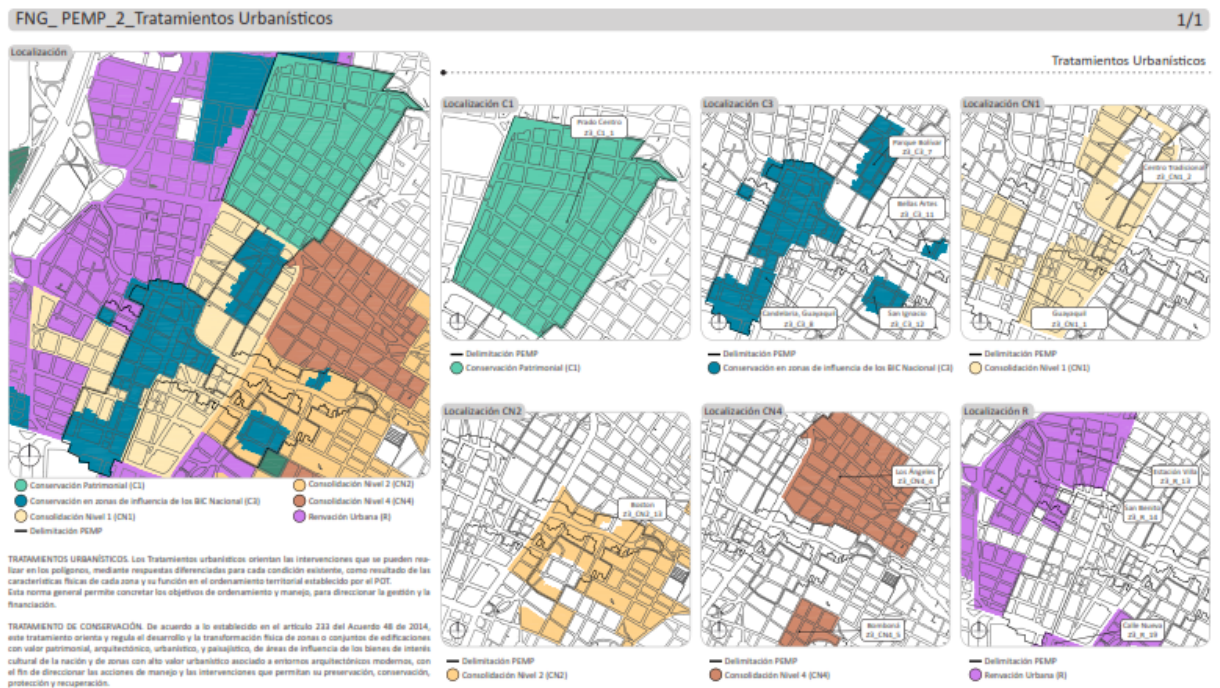 FNG_ PEMP_2_Tratamientos Urbanísticos
1/1
Localización
Tratamientos Urbanísticos
Localización C1
Prado Centro
Z3_C1_1
Delimitación PEMP
Conservación Patrimonial (C1)
Localización C3
Parque Bolívar
Z3_C3_7
Bellas Artes
Z3_C3_11
Candelaria, Guayaquil
Z3_C3_8
San Ignacio
Z3_C3_12
Delimitación PEMP
Conservación en zonas de influencia de los BIC Nacional (C3)
Localización CN1
Centro Tradicional
Z3_CN1_2
Guayaquil
Z3_CN1_1
Delimitación PEMP
Consolidación Nivel 1 (CN1)
Localización CN2
Boston
Z3_CN2_13
Delimitación PEMP
Consolidación Nivel 2 (CN2)
Localización CN4
Los Ángeles
Z3_CN4_4
Bomboná
Z3_CN4_5
Delimitación PEMP
Consolidación Nivel 4 (CN4)
Localización R
Estación Villa
Z3_R_13
San Benito
Z3_R_14
Calle Nueva
Z3_R_19
Delimitación PEMP
Renvación Urbana (R)
Conservación Patrimonial (C1)
Conservación en zonas de influencia de los BIC Nacional (C3)
Consolidación Nivel 1 (CN1)
Delimitación PEMP
Consolidación Nivel 2 (CN2)
Consolidación Nivel 4 (CN4)
Renvación Urbana (R)
TRATAMIENTOS URBANÍSTICOS. Los Tratamientos urbanísticos orientan las intervenciones que se pueden rea-
lizar en los polígonos, mediante respuestas diferenciadas para cada condición existente, como resultado de las
características físicas de cada zona y su función en el ordenamiento territorial establecido por el POT.
Esta norma general permite concretar los objetivos de ordenamiento y manejo, para direccionar la gestión y la
financiación.
TRATAMIENTO DE CONSERVACIÓN. De acuerdo a lo establecido en el artículo 233 del Acuerdo 48 de 2014,
este tratamiento orienta y regula el desarrollo y la transformación física de zonas o conjuntos de edificaciones
con valor patrimonial, arquitectónico, urbanístico, y paisajístico, de áreas de influencia de los bienes de interés
cultural de la nación y de zonas con alto valor urbanístico asociado a entornos arquitectónicos modernos, con
el fin de direccionar las acciones de manejo y las intervenciones que permitan su preservación, conservación,
protección y recuperación.